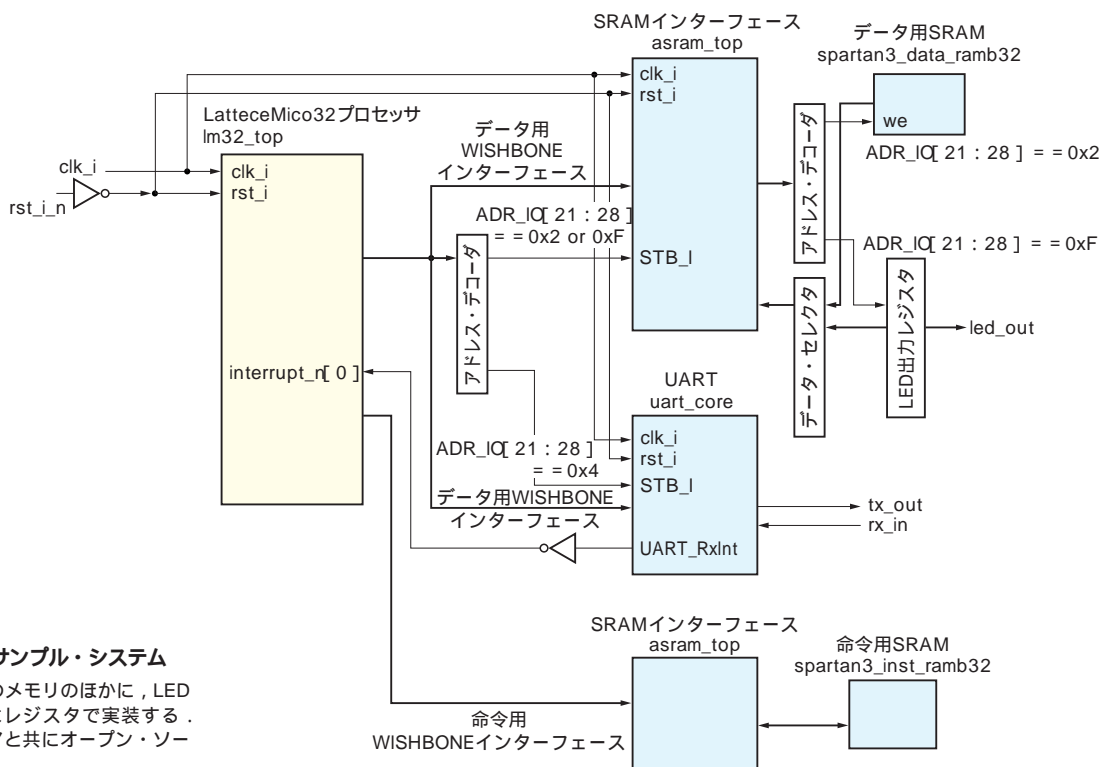 SRAMインターフェース
asram_top
データ用SRAM
spartan3_data_ramb32
clk_i
rst_i
we
アドレス・デコーダ
ADR_IO[ 21 : 28 ] = = 0x2
LatteceMico32プロセッサ
lm32_top
データ用
WISHBONE
インターフェース
clk_i
rst_i_n
clk_i
rst_i
ADR_IO[ 21 : 28 ]
= = 0x2 or 0xF
STB_I
ADR_IO[ 21 : 28 ] = = 0xF
アドレス・デコーダ
データ・セレクタ
LED出力レジスタ
led_out
interrupt_n[ 0 ]
UART
uart_core
clk_i
rst_i
STB_I
UART_RxInt
ADR_IO[ 21 : 28 ]
= = 0x4
データ用WISHBONE
インターフェース
tx_out
rx_in
SRAMインターフェース
asram_top
命令用SRAM
spartan3_inst_ramb32
命令用
WISHBONEインターフェース
サンプル・システム
のメモリのほかに，LED
レジスタで実装する．
と共にオープン・ソー